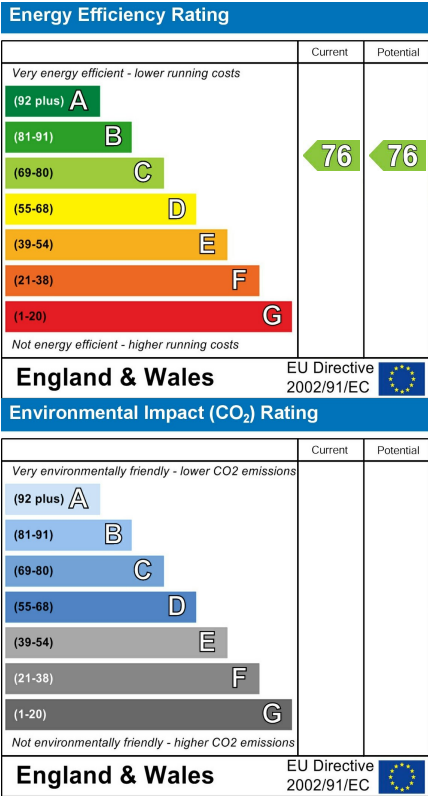 Energy Efficiency Rating
Current Potential
Very energy efficient - lower running costs
(92 plus) A
(81-91) B
(69-80) C
76 76
(55-68) D
(39-54) E
(21-38) F
(1-20) G
Not energy efficient - higher running costs
England & Wales
EU Directive
2002/91/EC
Environmental Impact (CO₂) Rating
Current Potential
Very environmentally friendly - lower CO2 emissions
(92 plus) A
(81-91) B
(69-80) C
(55-68) D
(39-54) E
(21-38) F
(1-20) G
Not environmentally friendly - higher CO2 emissions
England & Wales
EU Directive
2002/91/EC